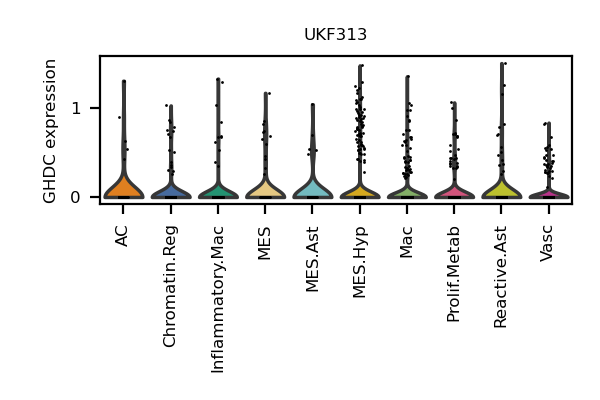 UKF313
GHDC expression
1
0
AC
Chromatin.Reg
Inflammatory.Mac
MES
MES.Ast
MES.Hyp
Mac
Prolif.Metab
Reactive.Ast
Vasc